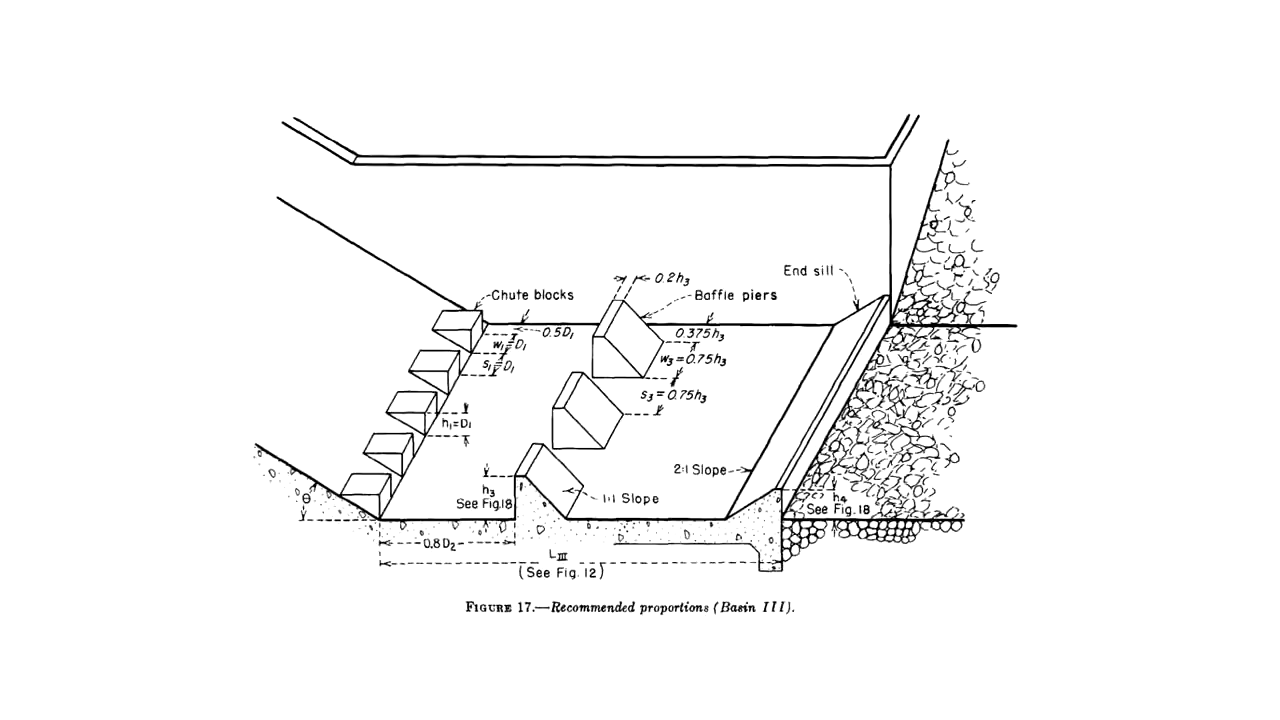 End sill
0.2h₃
Chute blocks
Baffle piers
0.5D₁
0.375h₃
w₁=D₁
w₃=0.75h₃
s₁=D₁
s₃=0.75h₃
h₁=D₁
2:1 Slope
θ
h₃
See Fig.18
1:1 Slope
h₄
See Fig.18
0.8D₂
L III
(See Fig. 12)
FIGURE 17.—Recommended proportions (Basin III).